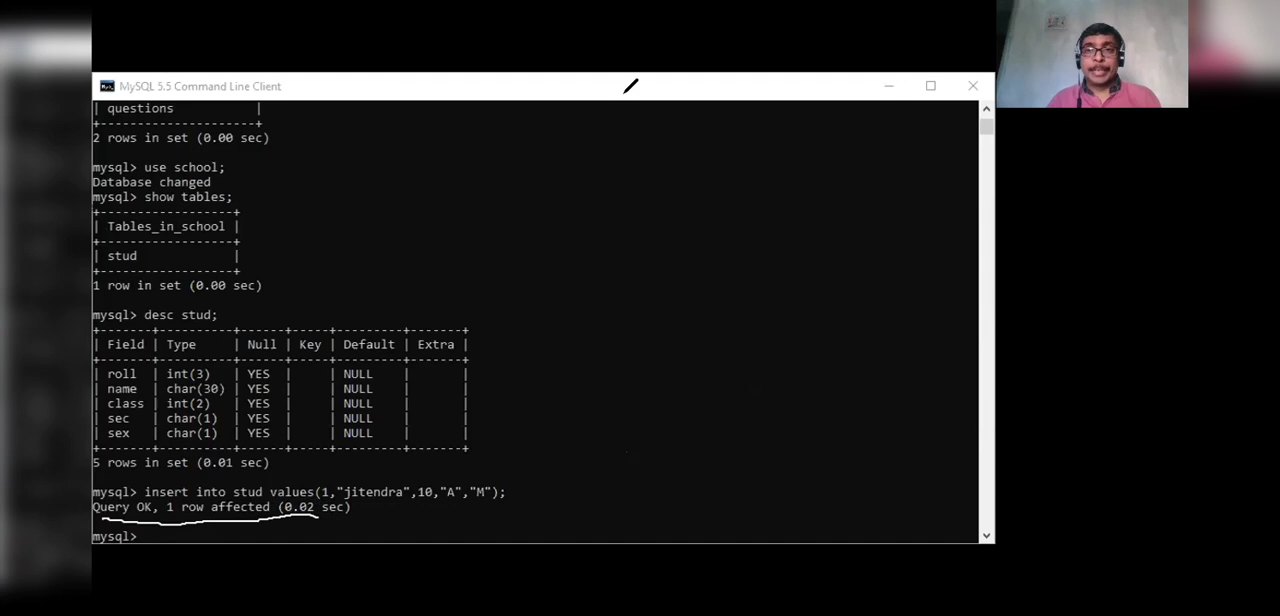 MySQL 5.5 Command Line Client
| questions           |
+---------------------+
2 rows in set (0.00 sec)
mysql> use school;
Database changed
mysql> show tables;
+------------------+
| Tables_in_school |
+------------------+
| stud             |
+------------------+
1 row in set (0.00 sec)
mysql> desc stud;
+-------+----------+------+-----+---------+-------+
| Field | Type     | Null | Key | Default | Extra |
+-------+----------+------+-----+---------+-------+
| roll  | int(3)   | YES  |     | NULL    |       |
| name  | char(30) | YES  |     | NULL    |       |
| class | int(2)   | YES  |     | NULL    |       |
| sec   | char(1)  | YES  |     | NULL    |       |
| sex   | char(1)  | YES  |     | NULL    |       |
+-------+----------+------+-----+---------+-------+
5 rows in set (0.01 sec)
mysql> insert into stud values(1,"jitendra",10,"A","M");
Query OK, 1 row affected (0.02 sec)
mysql>